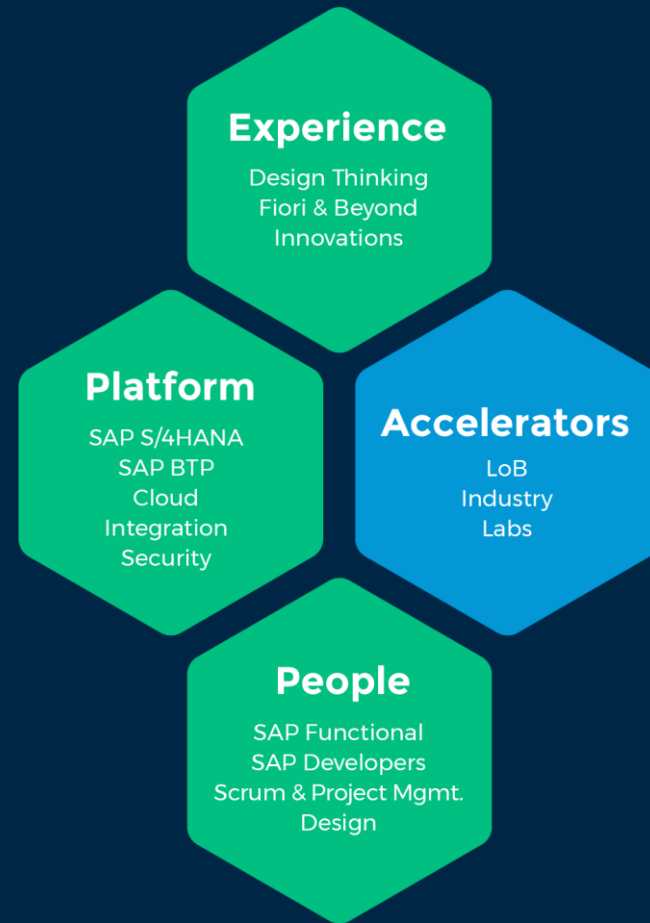 Experience
Design Thinking
Fiori & Beyond
Innovations
Platform
SAP S/4HANA
SAP BTP
Cloud
Integration
Security
Accelerators
LoB
Industry
Labs
People
SAP Functional
SAP Developers
Scrum & Project Mgmt.
Design